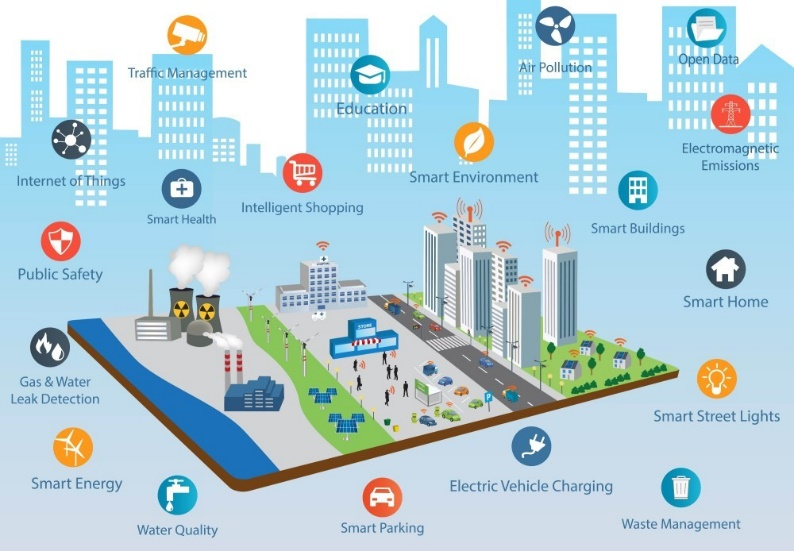 Traffic Management
Education
Air Pollution
Open Data
Electromagnetic
Emissions
Internet of Things
Smart Health
Intelligent Shopping
Smart Environment
Smart Buildings
Public Safety
Smart Home
STORE
Gas & Water
Leak Detection
P
Smart Street Lights
Smart Energy
Electric Vehicle Charging
Water Quality
Smart Parking
Waste Management